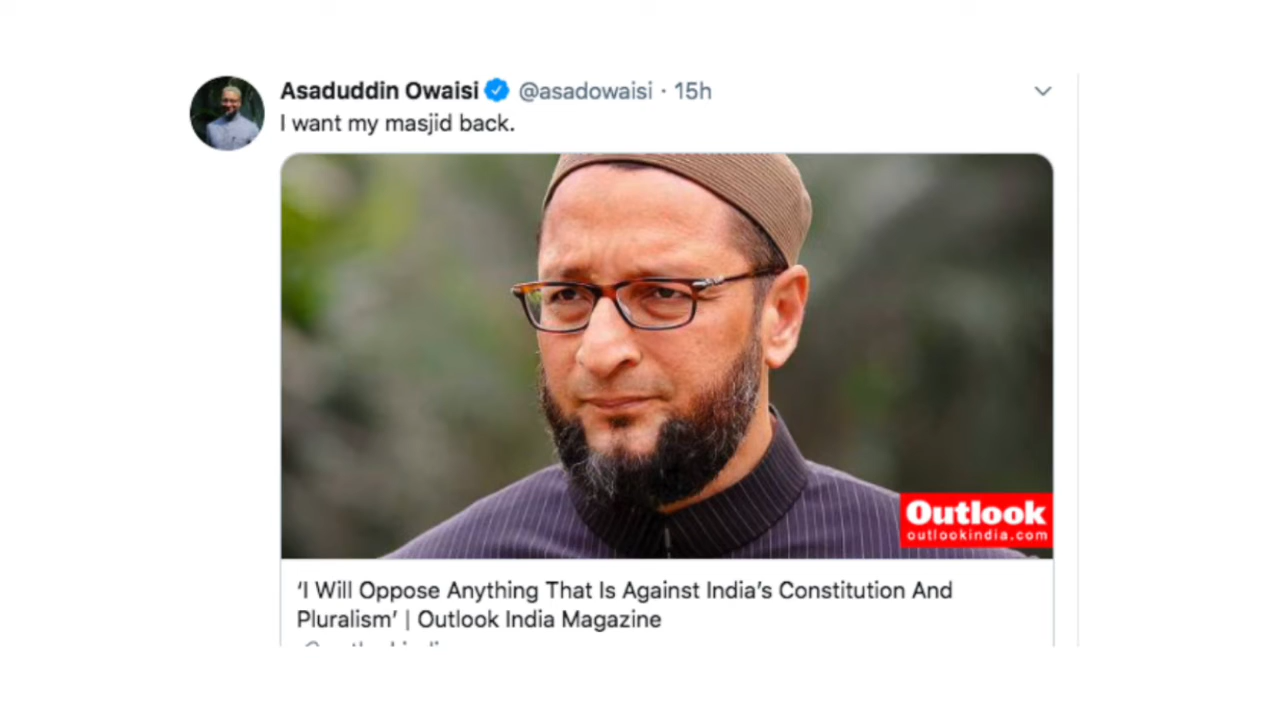 Asaduddin Owaisi @asadowaisi · 15h
I want my masjid back.
Outlook
outlookindia.com
‘I Will Oppose Anything That Is Against India’s Constitution And
Pluralism’ | Outlook India Magazine